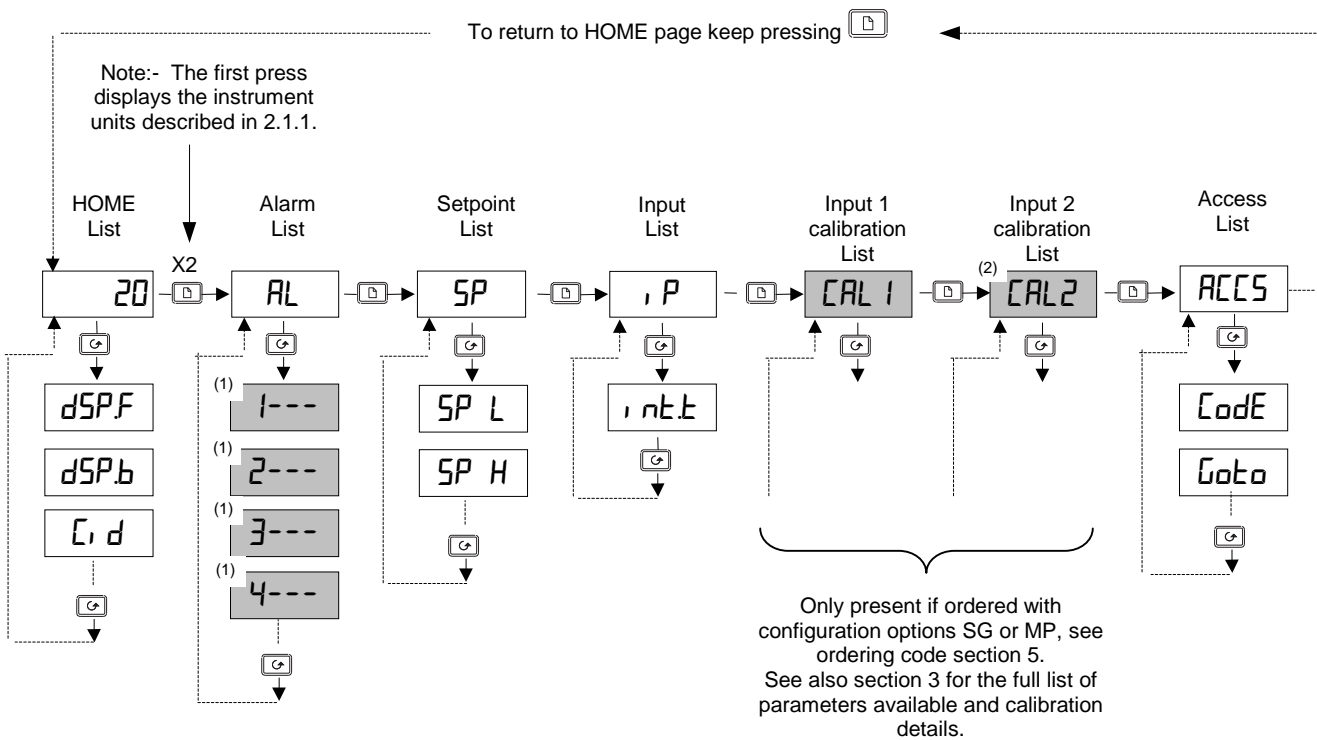 To return to HOME page keep pressing
Note:- The first press
displays the instrument
units described in 2.1.1.
HOME
List
Alarm
List
Setpoint
List
Input
List
Input 1
calibration
List
Input 2
calibration
List
Access
List
X2
(2)
20
AL
SP
iP
CAL1
CAL2
ACCS
dSP.F
(1)
1---
SP L
int.t
CodE
dSP.b
(1)
2---
SP H
Goto
Cid
(1)
3---
(1)
4---
Only present if ordered with
configuration options SG or MP, see
ordering code section 5.
See also section 3 for the full list of
parameters available and calibration
details.